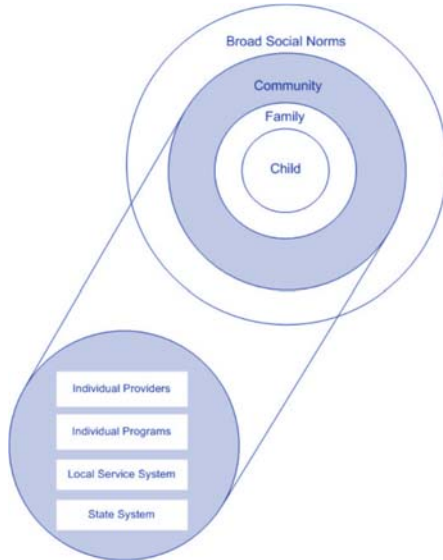 Broad Social Norms
Community
Family
Child
Individual Providers
Individual Programs
Local Service System
State System